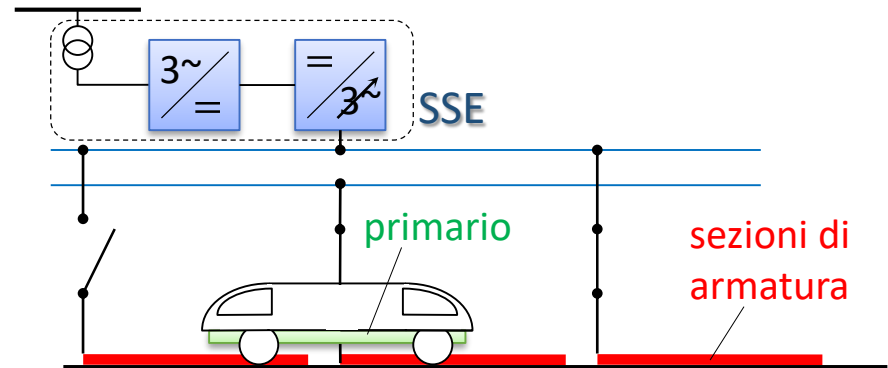 3~
=
=
3~
SSE
primario
sezioni di
armatura